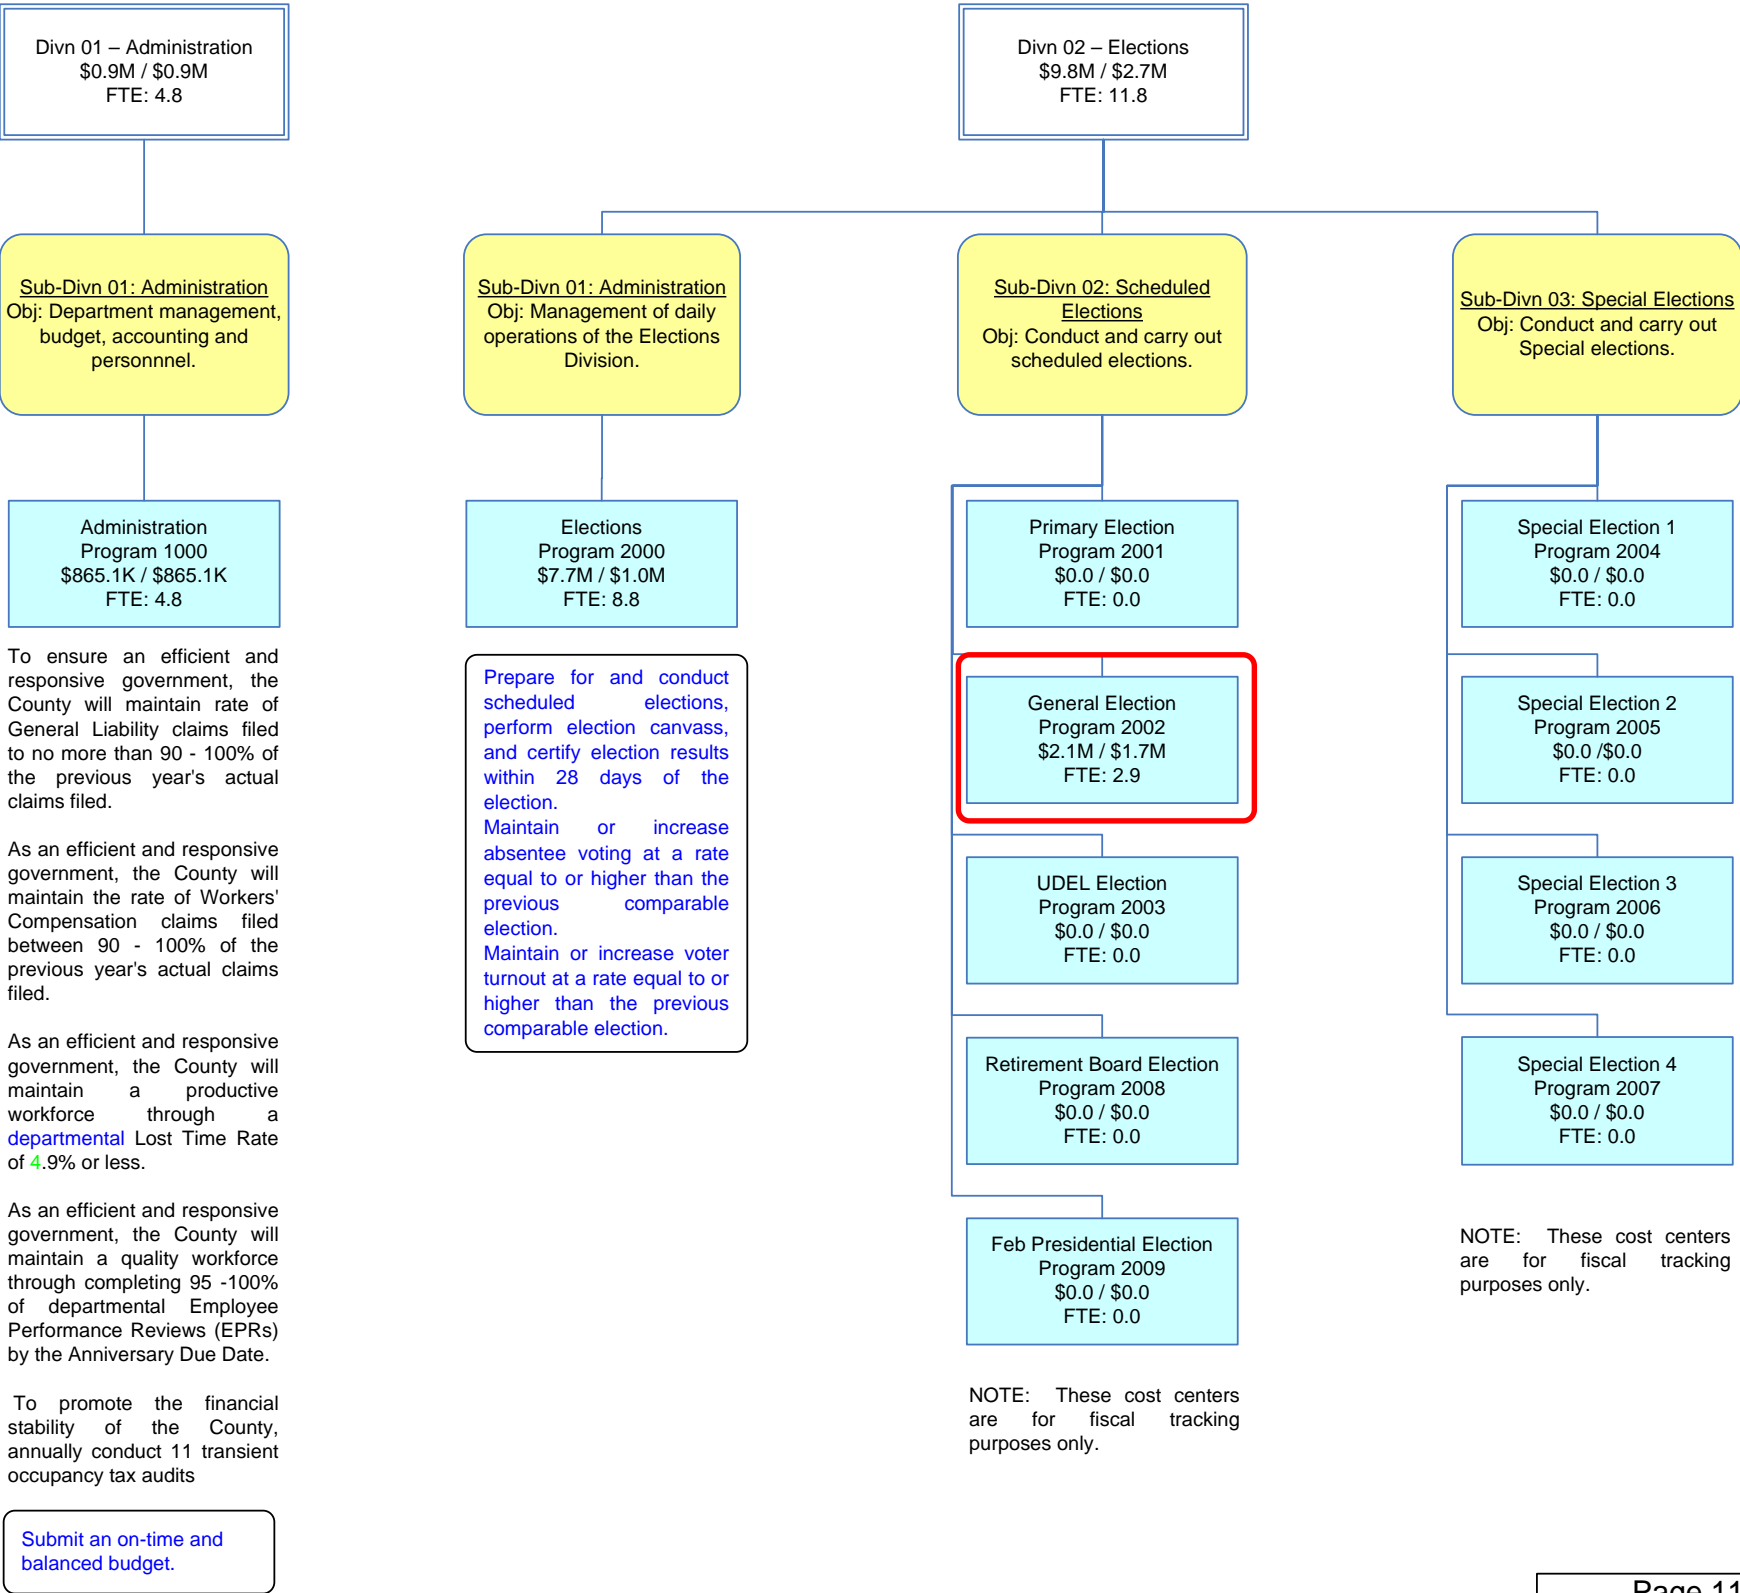 Divn 01 – Administration
$0.9M / $0.9M
FTE: 4.8
Divn 02 – Elections
$9.8M / $2.7M
FTE: 11.8
Sub-Divn 01: Administration
Obj: Department management,
budget, accounting and
personnnel.
Sub-Divn 01: Administration
Obj: Management of daily
operations of the Elections
Division.
Sub-Divn 02: Scheduled
Elections
Obj: Conduct and carry out
scheduled elections.
Sub-Divn 03: Special Elections
Obj: Conduct and carry out
Special elections.
Administration
Program 1000
$865.1K / $865.1K
FTE: 4.8
To ensure an efficient and
responsive government, the
County will maintain rate of
General Liability claims filed
to no more than 90 - 100% of
the previous year's actual
claims filed.
As an efficient and responsive
government, the County will
maintain the rate of Workers'
Compensation claims filed
between 90 - 100% of the
previous year's actual claims
filed.
As an efficient and responsive
government, the County will
maintain a productive
workforce through a
departmental Lost Time Rate
of 4.9% or less.
As an efficient and responsive
government, the County will
maintain a quality workforce
through completing 95 -100%
of departmental Employee
Performance Reviews (EPRs)
by the Anniversary Due Date.
To promote the financial
stability of the County,
annually conduct 11 transient
occupancy tax audits
Submit an on-time and
balanced budget.
Elections
Program 2000
$7.7M / $1.0M
FTE: 8.8
Prepare for and conduct
scheduled elections,
perform election canvass,
and certify election results
within 28 days of the
election.
Maintain or increase
absentee voting at a rate
equal to or higher than the
previous comparable
election.
Maintain or increase voter
turnout at a rate equal to or
higher than the previous
comparable election.
Primary Election
Program 2001
$0.0 / $0.0
FTE: 0.0
General Election
Program 2002
$2.1M / $1.7M
FTE: 2.9
UDEL Election
Program 2003
$0.0 / $0.0
FTE: 0.0
Retirement Board Election
Program 2008
$0.0 / $0.0
FTE: 0.0
Feb Presidential Election
Program 2009
$0.0 / $0.0
FTE: 0.0
NOTE: These cost centers
are for fiscal tracking
purposes only.
Special Election 1
Program 2004
$0.0 / $0.0
FTE: 0.0
Special Election 2
Program 2005
$0.0 /$0.0
FTE: 0.0
Special Election 3
Program 2006
$0.0 / $0.0
FTE: 0.0
Special Election 4
Program 2007
$0.0 / $0.0
FTE: 0.0
NOTE: These cost centers
are for fiscal tracking
purposes only.
Page 11